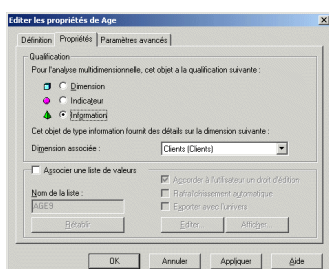 Editer les propriétés de Age
Définition Propriétés Paramètres avancés
Qualification
Pour l'analyse multidimensionnelle, cet objet a la qualification suivante :
Dimension
Indicateur
Information
Cet objet de type information fournit des détails sur la dimension suivante :
Dimension associée : Clients (Clients)
Associer une liste de valeurs
Accorder à l'utilisateur un droit d'édition
Nom de la liste : Rafraîchissement automatique
AGE9 Exporter avec l'univers
Rétablir Editer... Afficher...
OK Annuler Appliquer Aide